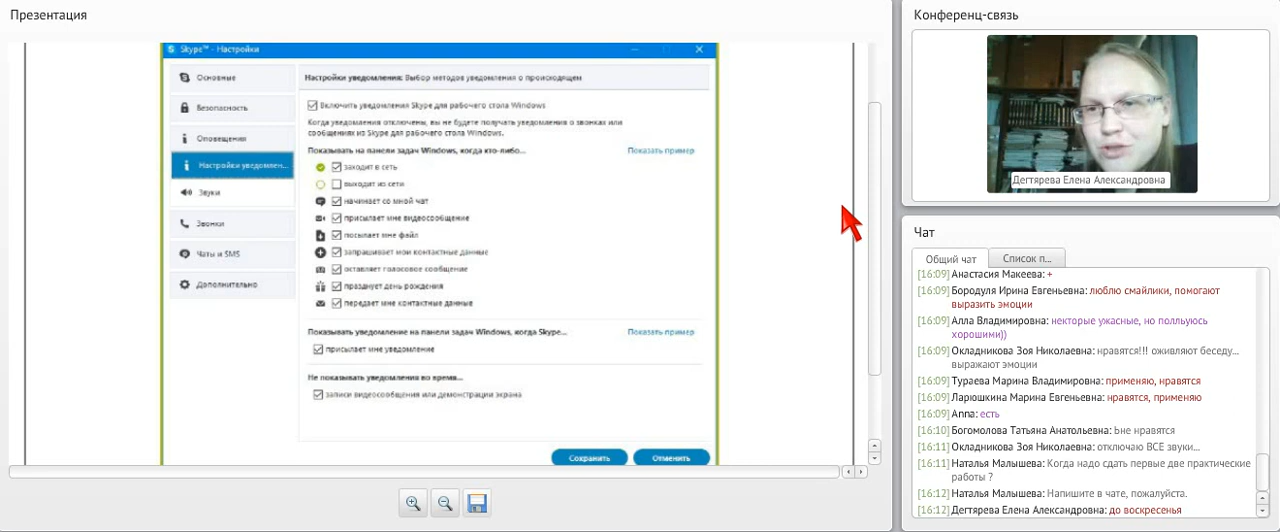 Презентация
Skype™ - Настройки
Основные
Безопасность
Оповещения
Настройки уведомлен...
Звуки
Звонки
Чаты и SMS
Дополнительно
Настройки уведомления: Выбор методов уведомления о происходящем
Включить уведомления Skype для рабочего стола Windows
Когда уведомления отключены, вы не будете получать уведомления о звонках или
сообщениях из Skype для рабочего стола Windows.
Показывать на панели задач Windows, когда кто-либо... Показать пример
заходит в сеть
выходит из сети
начинает со мной чат
присылает мне видеосообщение
посылает мне файл
запрашивает мои контактные данные
оставляет голосовое сообщение
празднует день рождения
передает мне контактные данные
Показывать уведомление на панели задач Windows, когда Skype... Показать пример
присылает мне уведомление
Не показывать уведомления во время...
записи видеосообщения или демонстрации экрана
Сохранить Отменить
Конференц-связь
Дегтярева Елена Александровна
Чат
Общий чат Список п...
[16:09] Анастасия Макеева: +
[16:09] Бородуля Ирина Евгеньевна: люблю смайлики, помогают
выразить эмоции
[16:09] Алла Владимировна: некторые ужасные, но полльуюсь
хорошими))
[16:09] Окладникова Зоя Николаевна: нравятся!!! оживляют беседу...
выражают эмоции
[16:09] Тураева Марина Владимировна: применяю, нравятся
[16:09] Ларюшкина Марина Евгеньевна: нравятся, применяю
[16:09] Anna: есть
[16:10] Богомолова Татьяна Анатольевна: Ьне нравятся
[16:11] Окладникова Зоя Николаевна: отключаю ВСЕ звуки...
[16:11] Наталья Малышева: Когда надо сдать первые две практические
работы ?
[16:12] Наталья Малышева: Напишите в чате, пожалуйста.
[16:12] Дегтярева Елена Александровна: до воскресенья